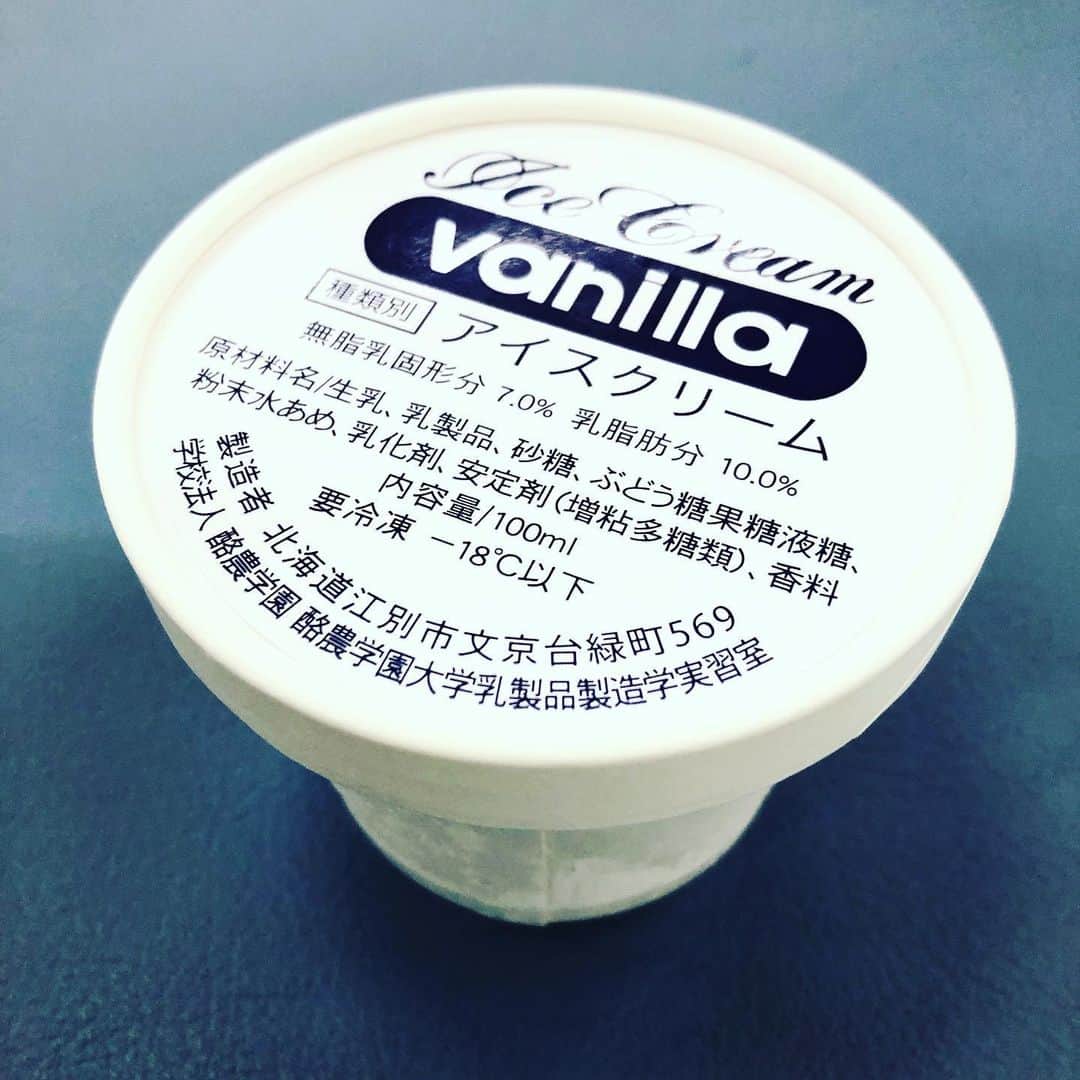 Ice Cream
vanilla
種類別 アイスクリーム
無脂乳固形分 7.0% 乳脂肪分 10.0%
原材料名/生乳、乳製品、砂糖、ぶどう糖果糖液糖、
粉末水あめ、乳化剤、安定剤(増粘多糖類)、香料
内容量/100ml
要冷凍 -18℃以下
製造者 北海道江別市文京台緑町569
学校法人 酪農学園 酪農学園大学乳製品製造学実習室